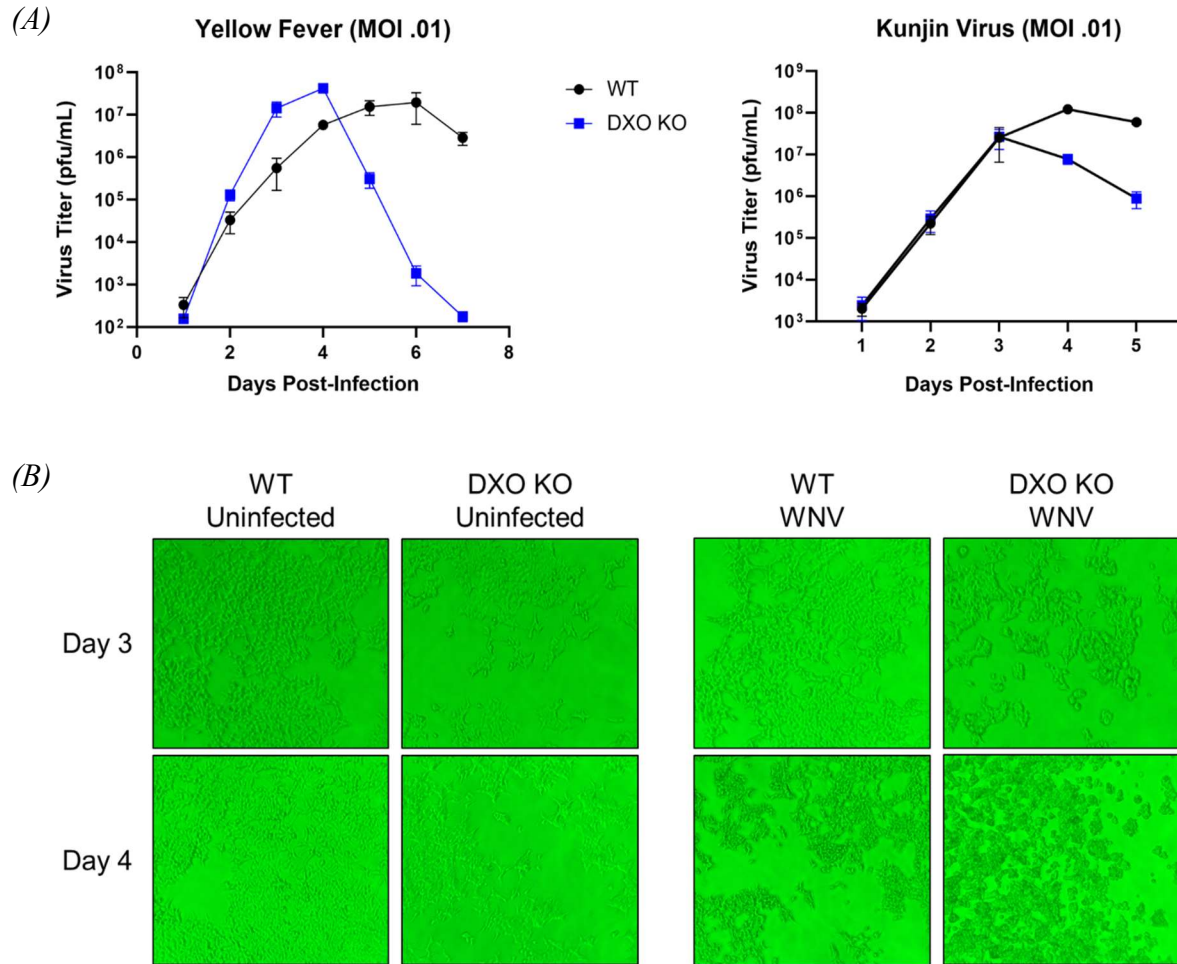 (A)
Yellow Fever (MOI .01)
Virus Titer (pfu/mL)
10⁸
10⁷
10⁶
10⁵
10⁴
10³
10²
0 2 4 6 8
Days Post-Infection
WT
DXO KO
Kunjin Virus (MOI .01)
Virus Titer (pfu/mL)
10⁹
10⁸
10⁷
10⁶
10⁵
10⁴
10³
1 2 3 4 5
Days Post-Infection
(B)
WT
Uninfected
DXO KO
Uninfected
WT
WNV
DXO KO
WNV
Day 3
Day 4